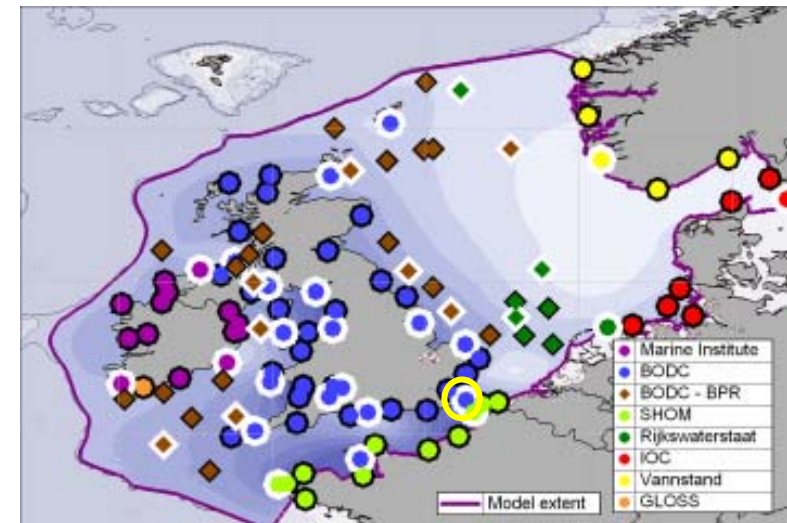 Marine Institute
BODC
BODC - BPR
SHOM
Rijkswaterstaat
IOC
Vannstand
GLOSS
Model extent